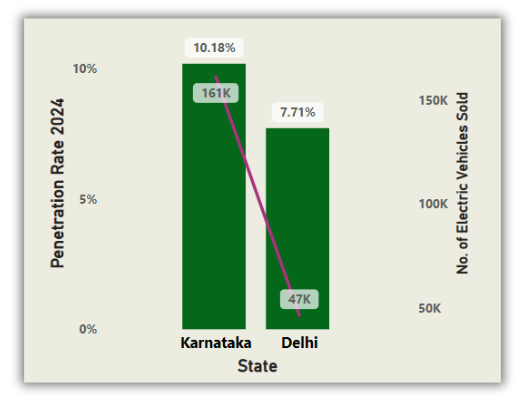 10.18%
10%
161K
150K
7.71%
Penetration Rate 2024
No. of Electric Vehicles Sold
5%
100K
47K
50K
0%
Karnataka
Delhi
State